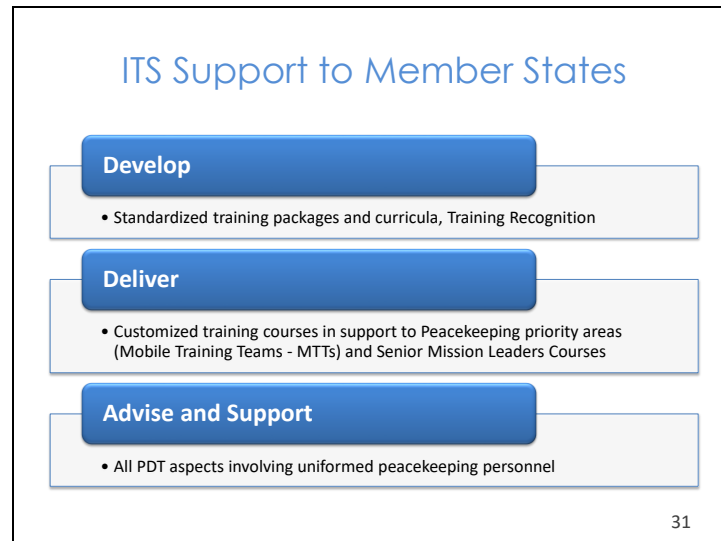 ITS Support to Member States
Develop
• Standardized training packages and curricula, Training Recognition
Deliver
• Customized training courses in support to Peacekeeping priority areas
(Mobile Training Teams - MTTs) and Senior Mission Leaders Courses
Advise and Support
• All PDT aspects involving uniformed peacekeeping personnel
31